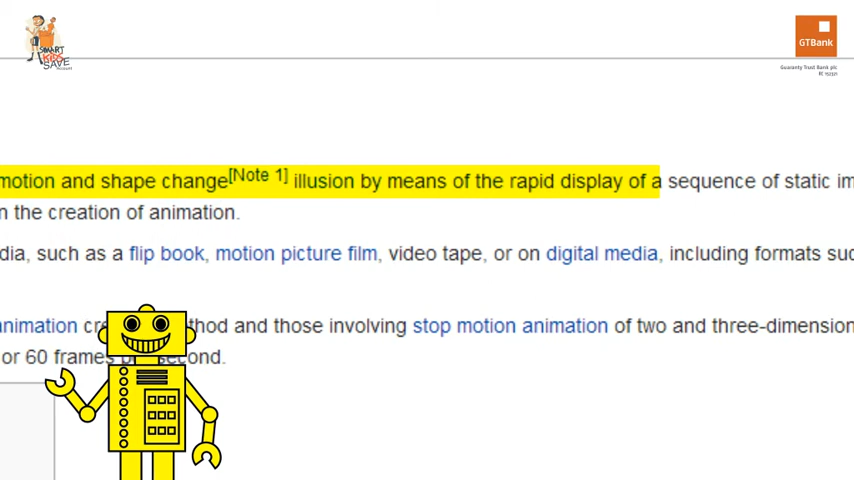 SMART
KIDS
SAVE
GTBank
Guaranty Trust Bank plc
motion and shape change[Note 1] illusion by means of the rapid display of a sequence of static im
n the creation of animation.
dia, such as a flip book, motion picture film, video tape, or on digital media, including formats suc
animation cr thod and those involving stop motion animation of two and three-dimension
or 60 frames per second.